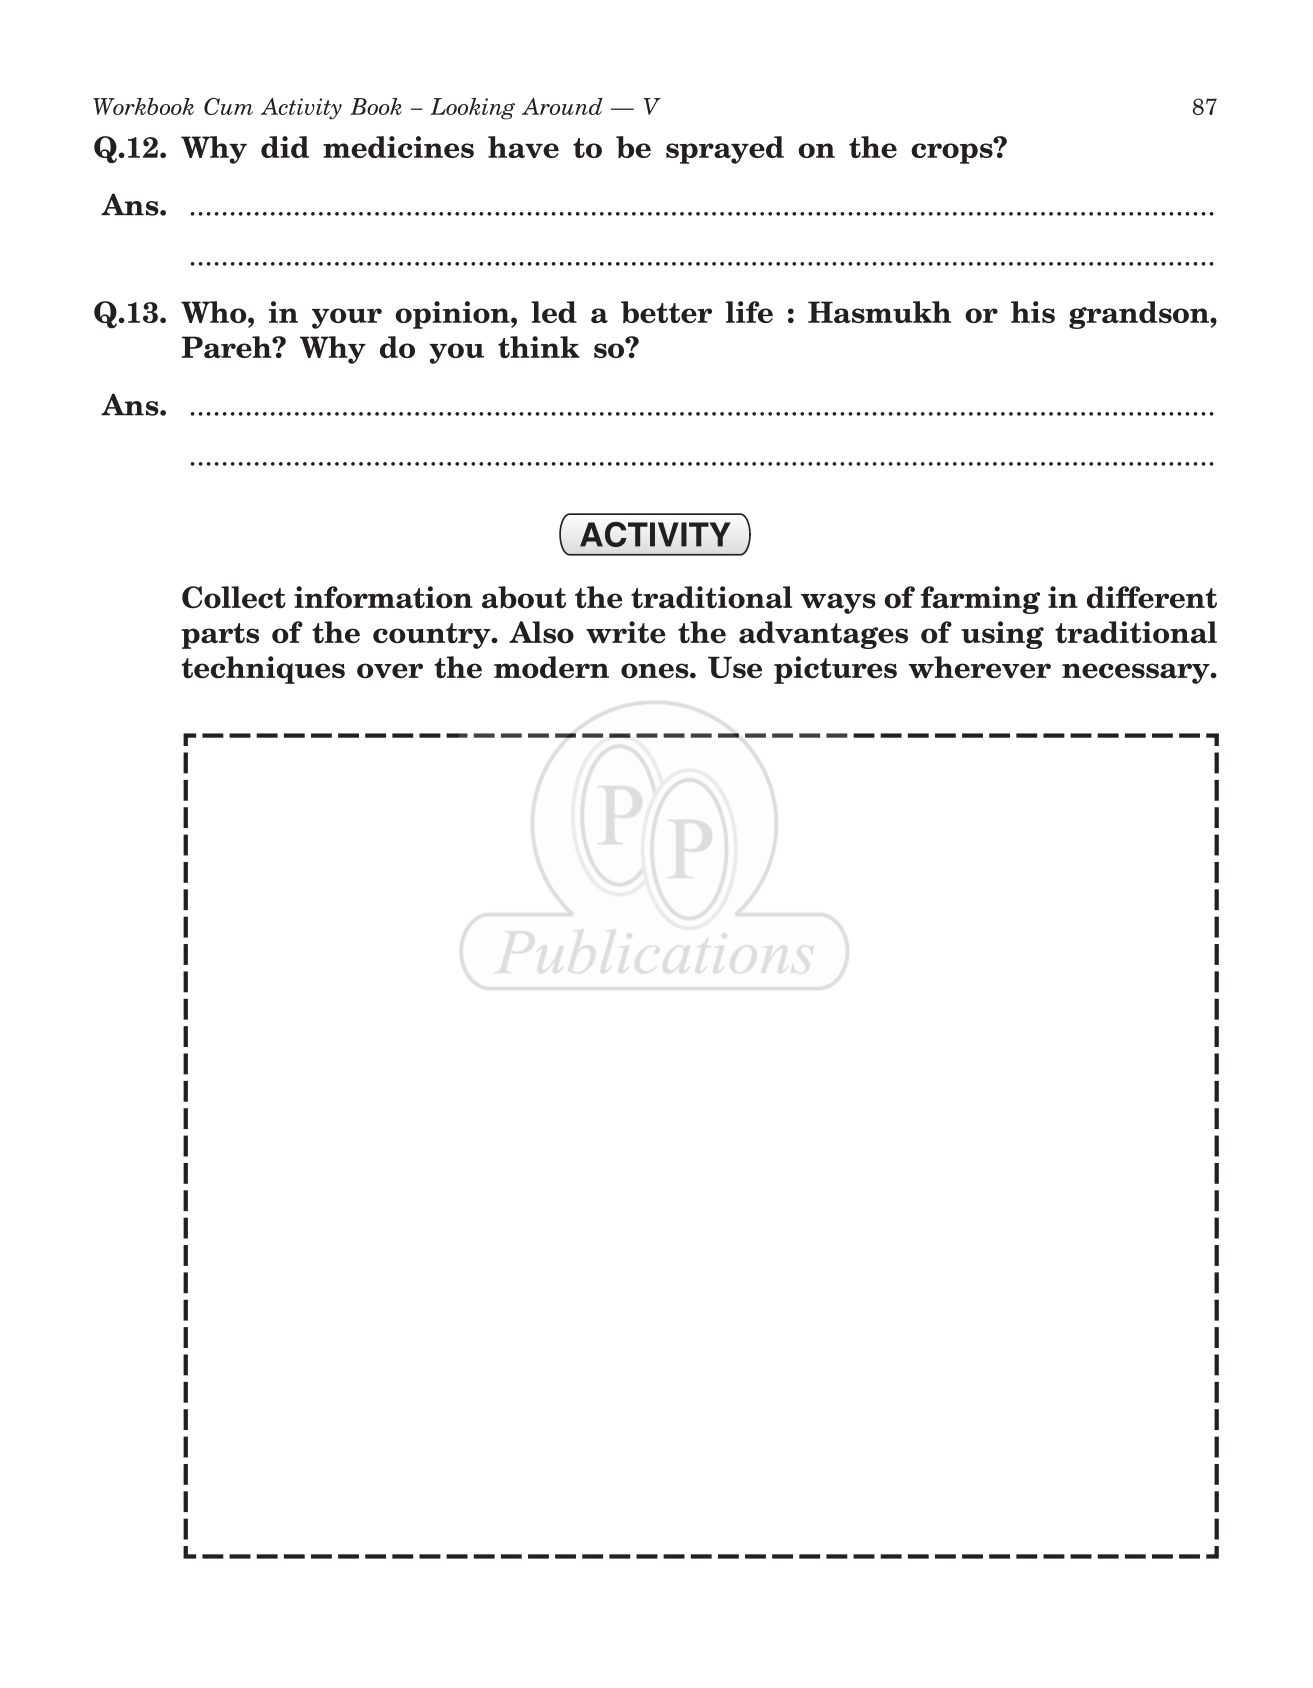 Workbook Cum Activity Book – Looking Around — V 87
Q.12. Why did medicines have to be sprayed on the crops?
Ans. ....................................................................................................
....................................................................................................
Q.13. Who, in your opinion, led a better life : Hasmukh or his grandson,
Pareh? Why do you think so?
Ans. ....................................................................................................
....................................................................................................
ACTIVITY
Collect information about the traditional ways of farming in different
parts of the country. Also write the advantages of using traditional
techniques over the modern ones. Use pictures wherever necessary.
P P
Publications